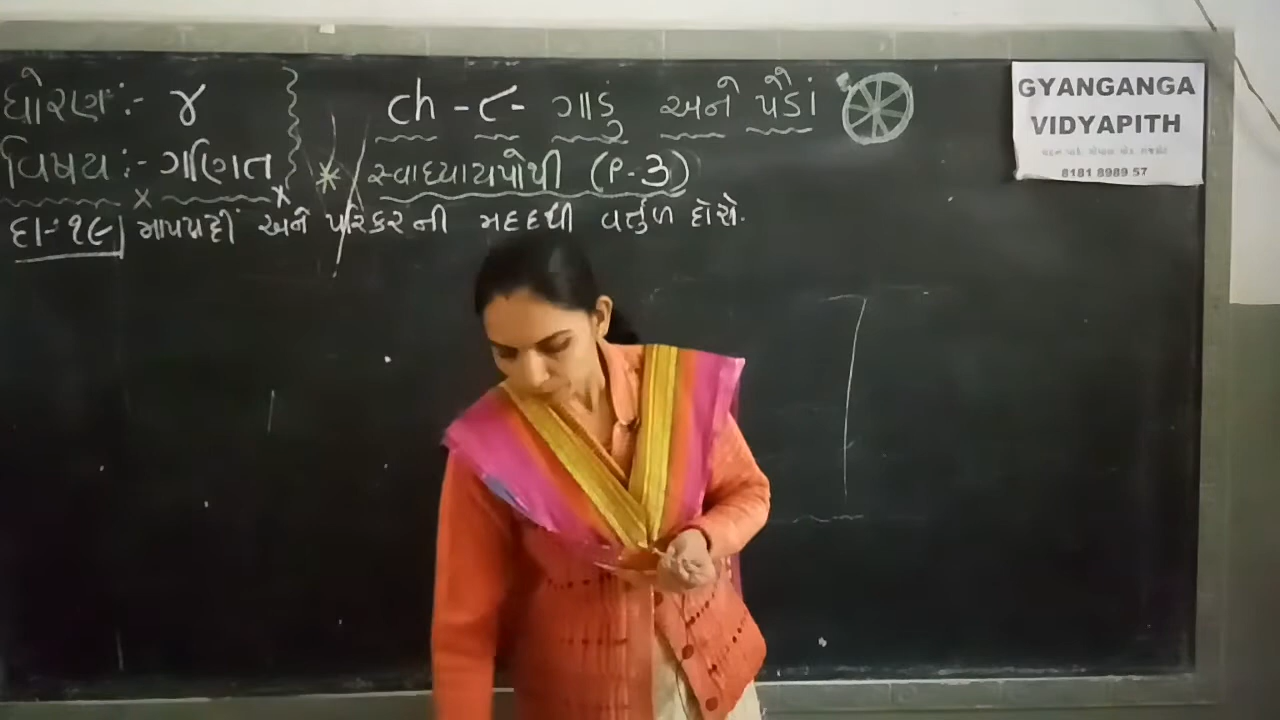 ધોરણ:- ૪
ch - ૮ - ગાડું અને પૈડાં
વિષય:- ગણિત
* સ્વાધ્યાયપોથી (P-3)
દા-૧૯ માપપટ્ટી અને પરિકરની મદદથી વર્તુળ દોરો.
GYANGANGA
VIDYAPITH
8181 8989 57